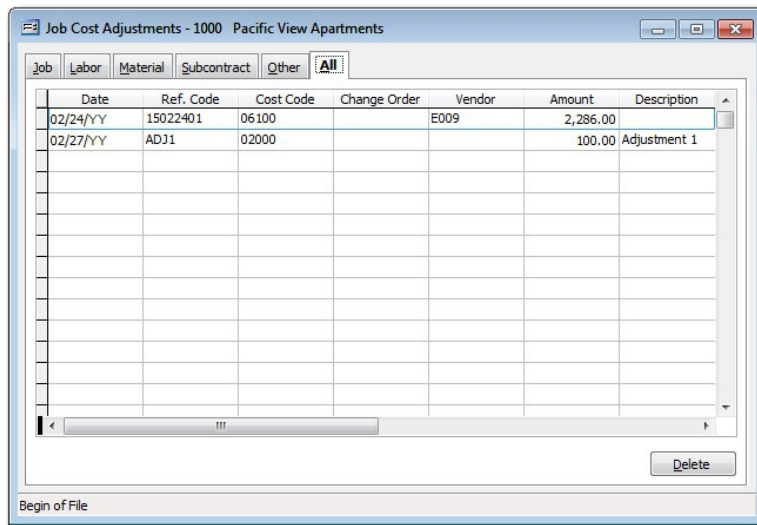 Job Cost Adjustments - 1000 Pacific View Apartments
Job Labor Material Subcontract Other All
Date Ref. Code Cost Code Change Order Vendor Amount Description
02/24/YY 15022401 06100 E009 2,286.00
02/27/YY ADJ1 02000 100.00 Adjustment 1
Delete
Begin of File